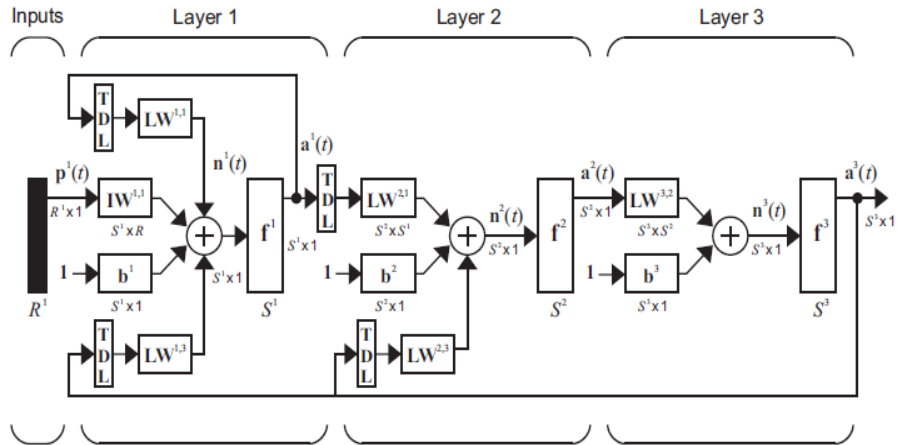 Inputs
Layer 1
Layer 2
Layer 3
T
D
L
LW¹,¹
p¹(t)
R¹x1
IW¹,¹
S¹xR
n¹(t)
a¹(t)
1
b¹
S¹x1
S¹x1
f¹
S¹x1
R¹
S¹
T
D
L
LW¹,³
T
D
L
LW²,¹
S²xS¹
n²(t)
S²x1
1
b²
S²x1
f²
S²
a²(t)
S²x1
T
D
L
LW²,³
LW³,²
S³xS²
n³(t)
S³x1
1
b³
S³x1
f³
S³
a³(t)
S³x1